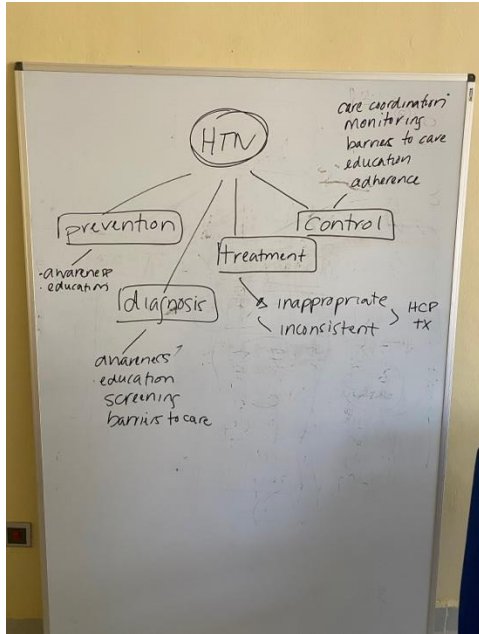 HTN
prevention
·awareness
·education
diagnosis
awareness
·education
screening
barriers to care
treatment
inappropriate
inconsistent
HCP
TX
control
care coordination
monitoring
barriers to care
·education
adherence